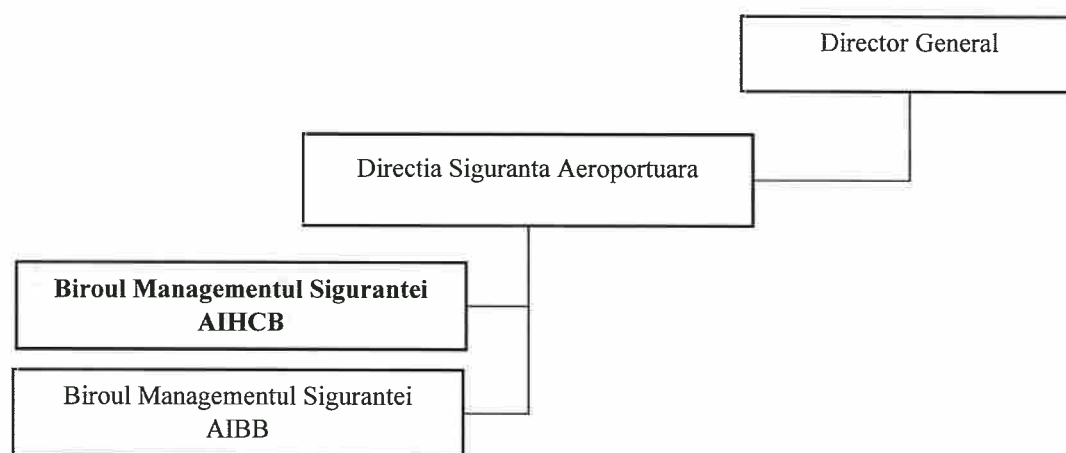 Director General
Directia Siguranta Aeroportuara
Biroul Managementul Sigurantei
AIHCB
Biroul Managementul Sigurantei
AIBB